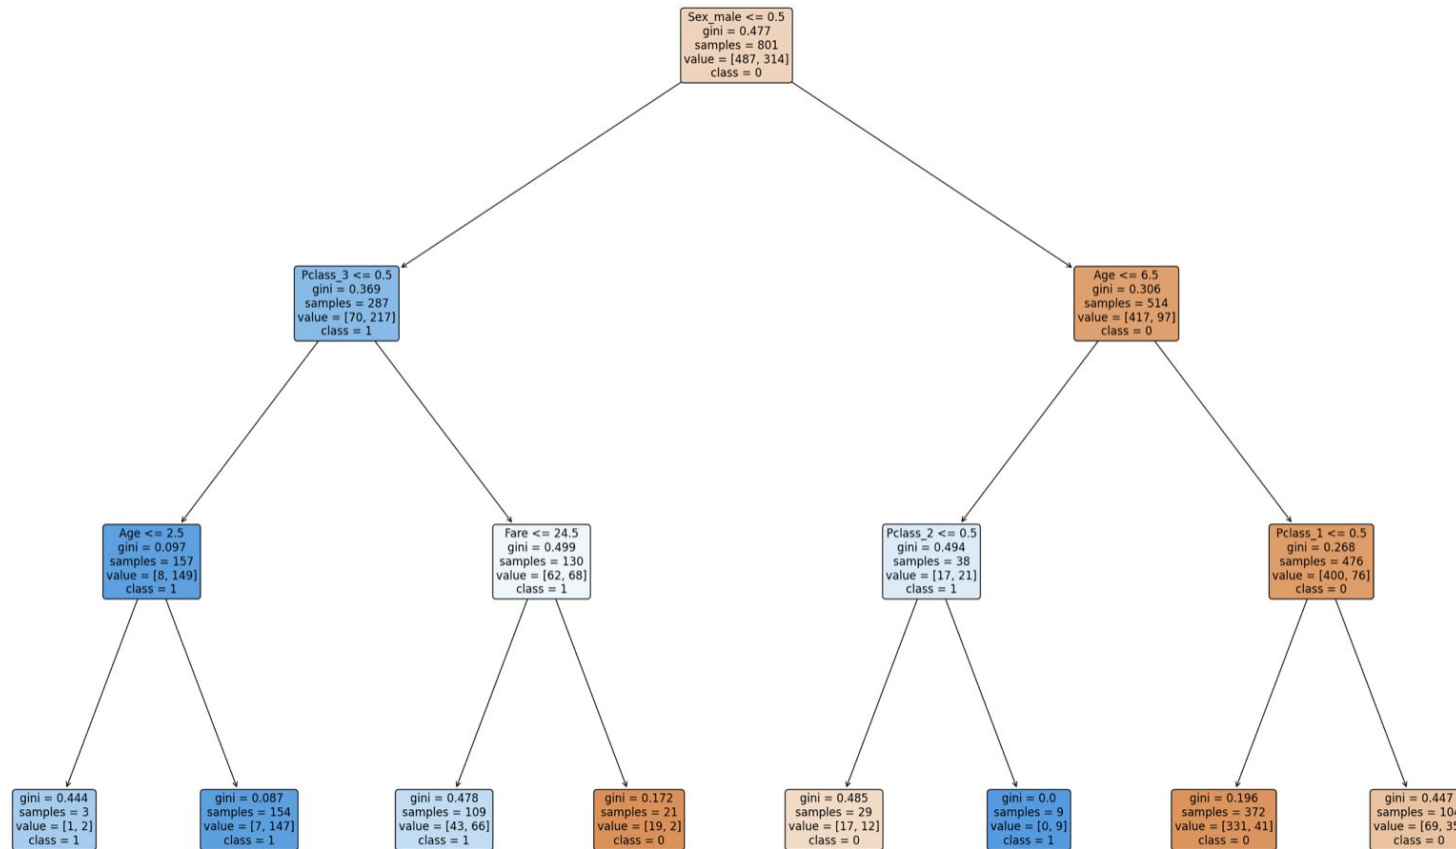 Sex_male <= 0.5
gini = 0.477
samples = 801
value = [487, 314]
class = 0
Pclass_3 <= 0.5
gini = 0.369
samples = 287
value = [70, 217]
class = 1
Age <= 6.5
gini = 0.306
samples = 514
value = [417, 97]
class = 0
Age <= 2.5
gini = 0.097
samples = 157
value = [8, 149]
class = 1
Fare <= 24.5
gini = 0.499
samples = 130
value = [62, 68]
class = 1
Pclass_2 <= 0.5
gini = 0.494
samples = 38
value = [17, 21]
class = 1
Pclass_1 <= 0.5
gini = 0.268
samples = 476
value = [400, 76]
class = 0
gini = 0.444
samples = 3
value = [1, 2]
class = 1
gini = 0.087
samples = 154
value = [7, 147]
class = 1
gini = 0.478
samples = 109
value = [43, 66]
class = 1
gini = 0.172
samples = 21
value = [19, 2]
class = 0
gini = 0.485
samples = 29
value = [17, 12]
class = 0
gini = 0.0
samples = 9
value = [0, 9]
class = 1
gini = 0.196
samples = 372
value = [331, 41]
class = 0
gini = 0.447
samples = 104
value = [69, 35
class = 0